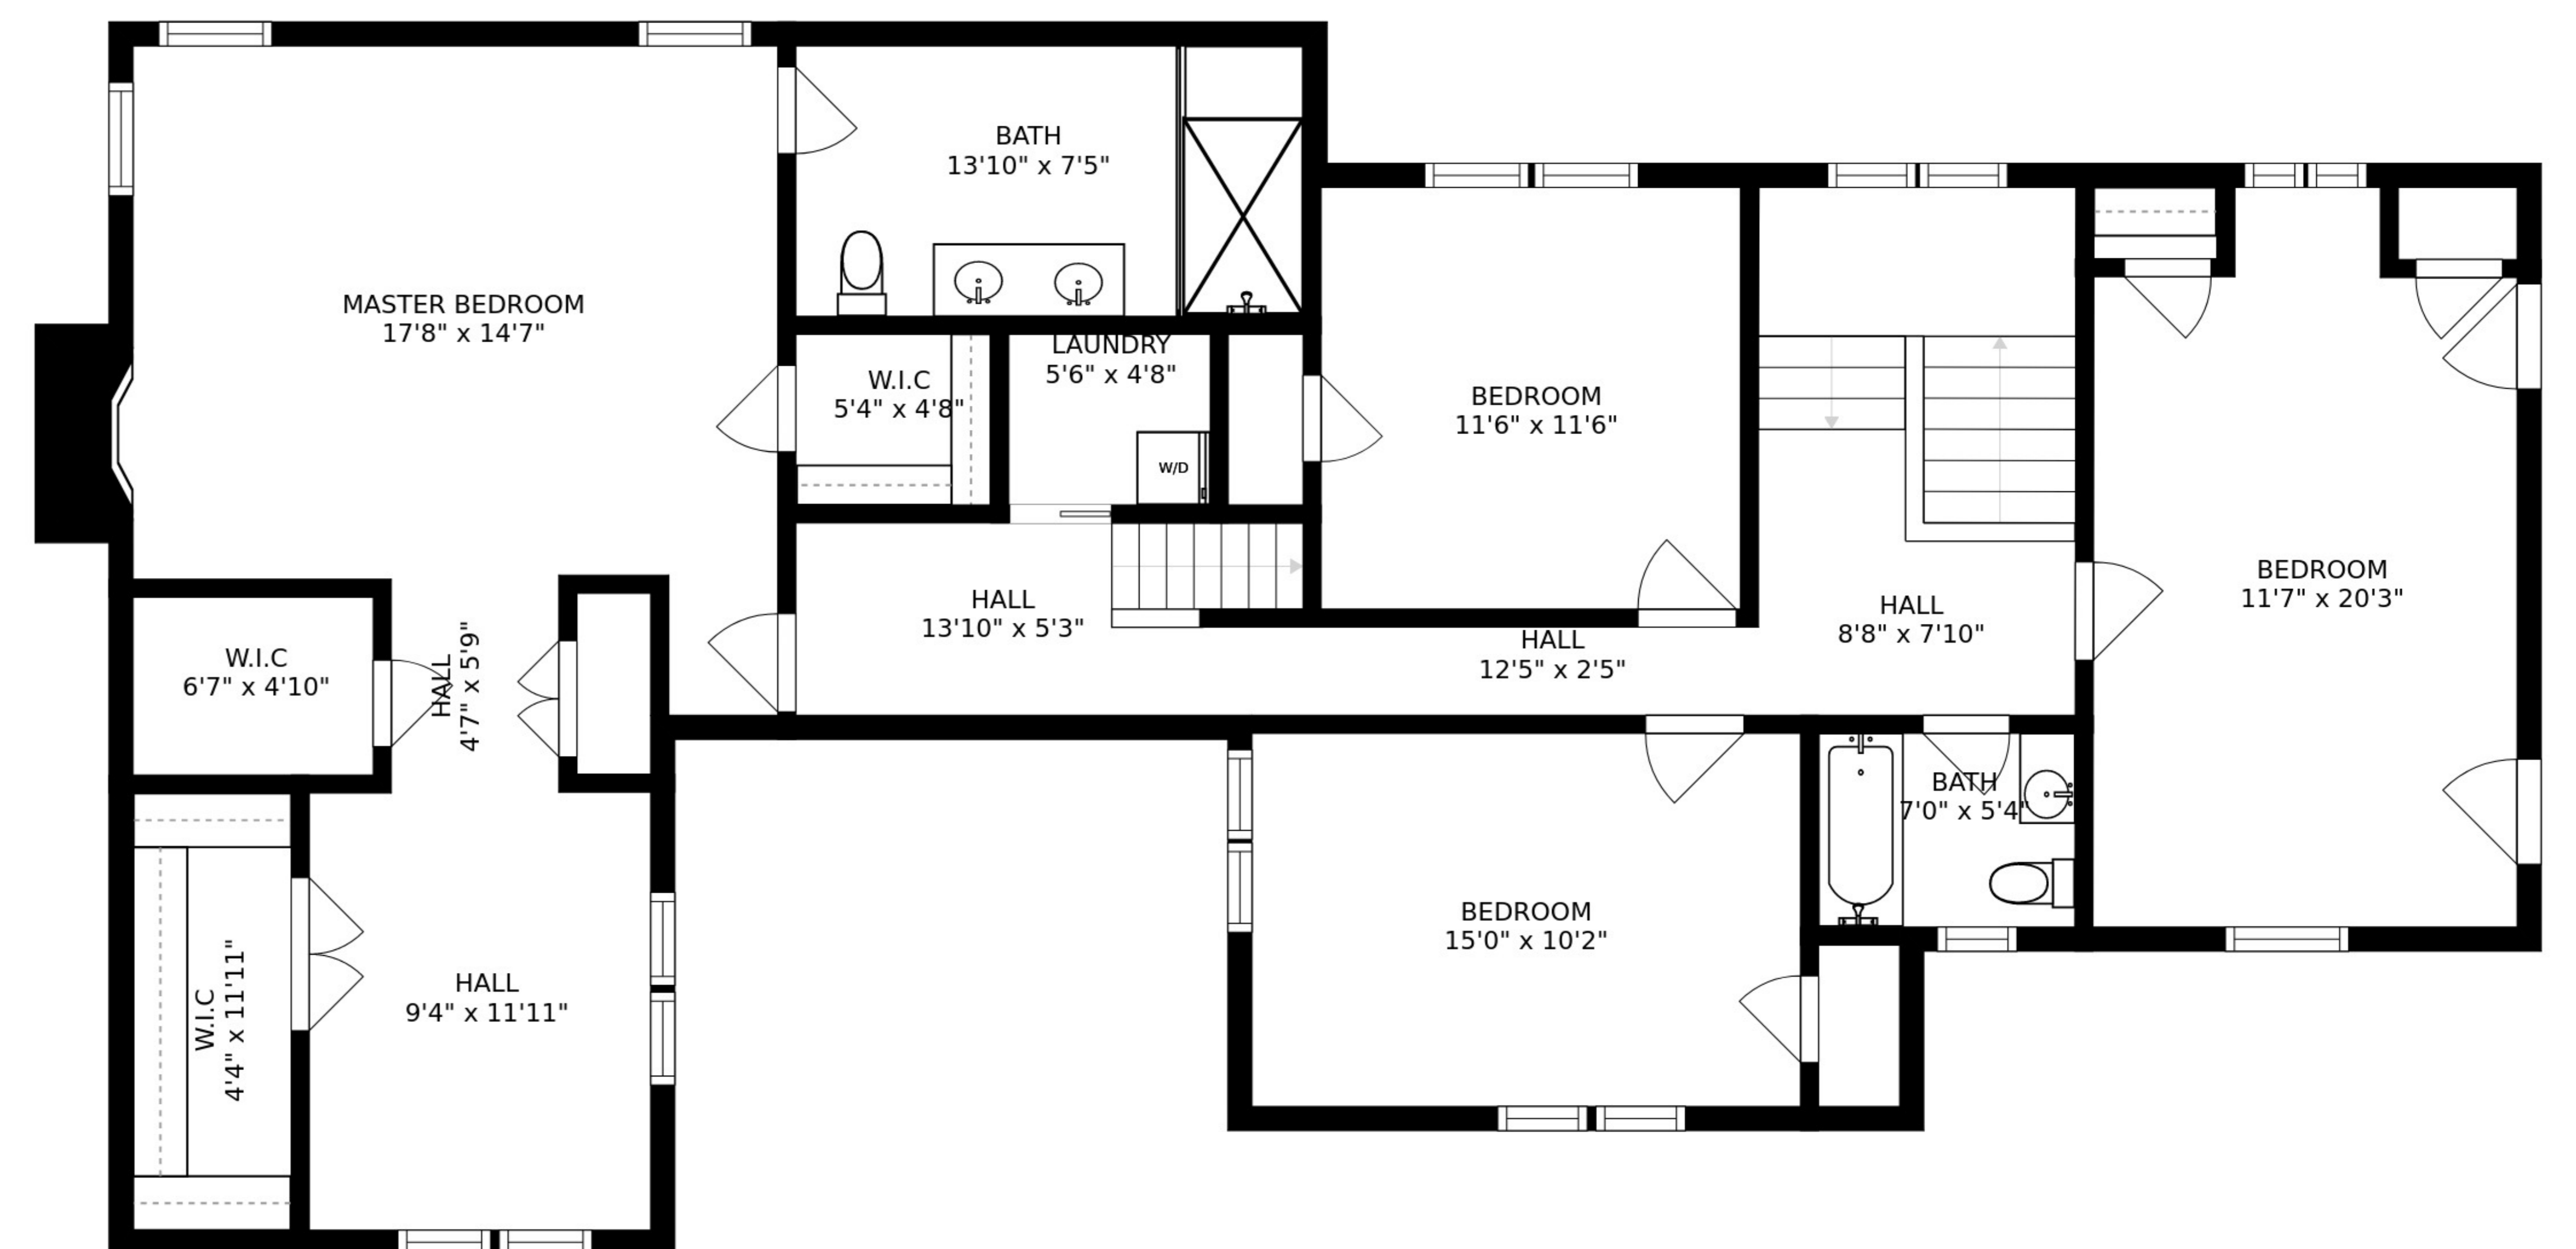 BATH
13'10" x 7'5"
MASTER BEDROOM
17'8" x 14'7"
LAUNDRY
5'6" x 4'8"
W.I.C
5'4" x 4'8"
W/D
BEDROOM
11'6" x 11'6"
BEDROOM
11'7" x 20'3"
HALL
13'10" x 5'3"
HALL
8'8" x 7'10"
HALL
12'5" x 2'5"
W.I.C
6'7" x 4'10"
HALL
4'7" x 5'9"
BATH
7'0" x 5'4"
BEDROOM
15'0" x 10'2"
W.I.C
4'4" x 11'11"
HALL
9'4" x 11'11"